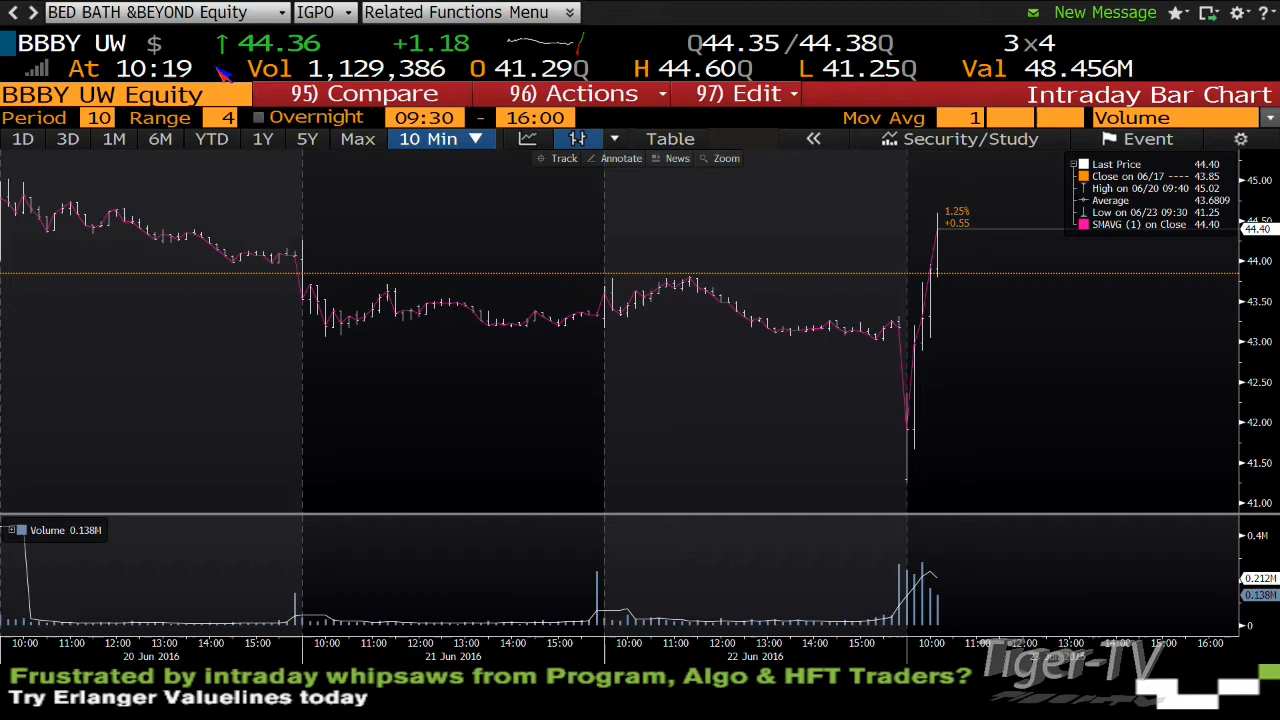 BED BATH &BEYOND Equity IGPO Related Functions Menu New Message
BBBY UW $ ↑ 44.36 +1.18 Q44.35 /44.38Q 3×4
At 10:19 Vol 1,129,386 O 41.29Q H 44.60Q L 41.25Q Val 48.456M
BBBY UW Equity 95) Compare 96) Actions 97) Edit Intraday Bar Chart
Period 10 Range 4 Overnight 09:30 - 16:00 Mov Avg 1 Volume
1D 3D 1M 6M YTD 1Y 5Y Max 10 Min Table « Security/Study Event
Track Annotate News Zoom
Last Price 44.40
Close on 06/17 ---- 43.85
High on 06/20 09:40 45.02
Average 43.6809
Low on 06/23 09:30 41.25
SMAVG (1) on Close 44.40
1.25%
+0.55
45.00
44.50
44.40
44.00
43.50
43.00
42.50
42.00
41.50
41.00
Volume 0.138M
0.4M
0.212M
0.138M
0
10:00 11:00 12:00 13:00 14:00 15:00 10:00 11:00 12:00 13:00 14:00 15:00 10:00 11:00 12:00 13:00 14:00 15:00 10:00 11:00 12:00 13:00 14:00 15:00 16:00
20 Jun 2016 21 Jun 2016 22 Jun 2016
Tiger-TV
Frustrated by intraday whipsaws from Program, Algo & HFT Traders?
Try Erlanger Valuelines today